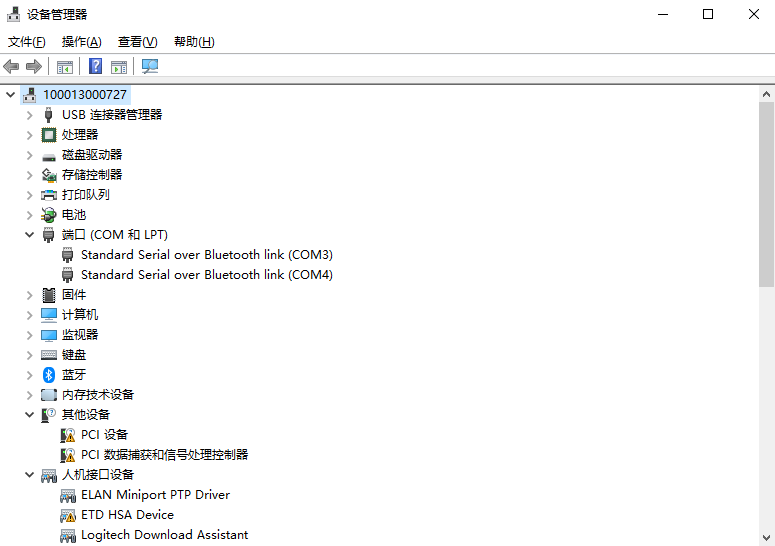 设备管理器
文件(F) 操作(A) 查看(V) 帮助(H)
100013000727
USB 连接器管理器
处理器
磁盘驱动器
存储控制器
打印队列
电池
端口 (COM 和 LPT)
Standard Serial over Bluetooth link (COM3)
Standard Serial over Bluetooth link (COM4)
固件
计算机
监视器
键盘
蓝牙
内存技术设备
其他设备
PCI 设备
PCI 数据捕获和信号处理控制器
人机接口设备
ELAN Miniport PTP Driver
ETD HSA Device
Logitech Download Assistant